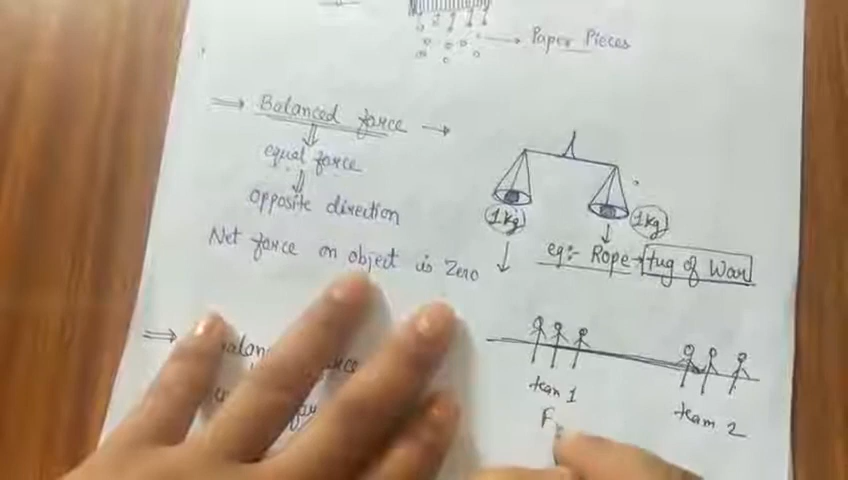 Paper Pieces
⇒ Balanced force →
equal force
opposite direction
Net force on object is Zero
1kg
1kg
eg:- Rope → tug of War
team 1
team 2
F